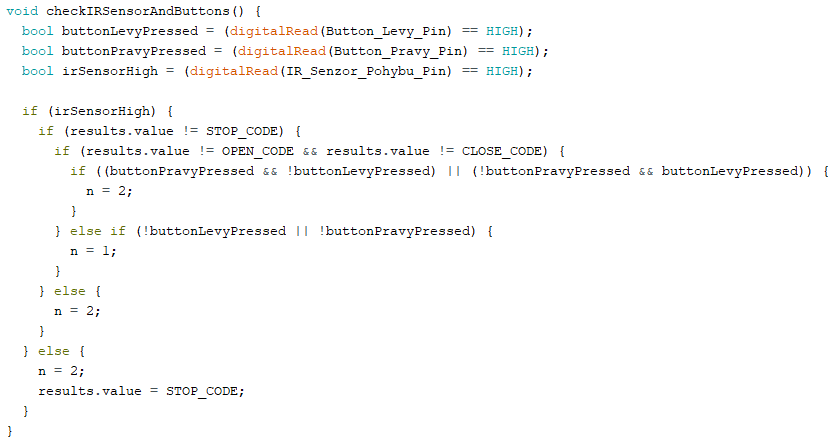 void checkIRSensorAndButtons() {
  bool buttonLevyPressed = (digitalRead(Button_Levy_Pin) == HIGH);
  bool buttonPravyPressed = (digitalRead(Button_Pravy_Pin) == HIGH);
  bool irSensorHigh = (digitalRead(IR_Senzor_Pohybu_Pin) == HIGH);

  if (irSensorHigh) {
    if (results.value != STOP_CODE) {
      if (results.value != OPEN_CODE && results.value != CLOSE_CODE) {
        if ((buttonPravyPressed && !buttonLevyPressed) || (!buttonPravyPressed && buttonLevyPressed)) {
          n = 2;
        }
      } else if (!buttonLevyPressed || !buttonPravyPressed) {
        n = 1;
      }
    } else {
      n = 2;
    }
  } else {
    n = 2;
    results.value = STOP_CODE;
  }
}